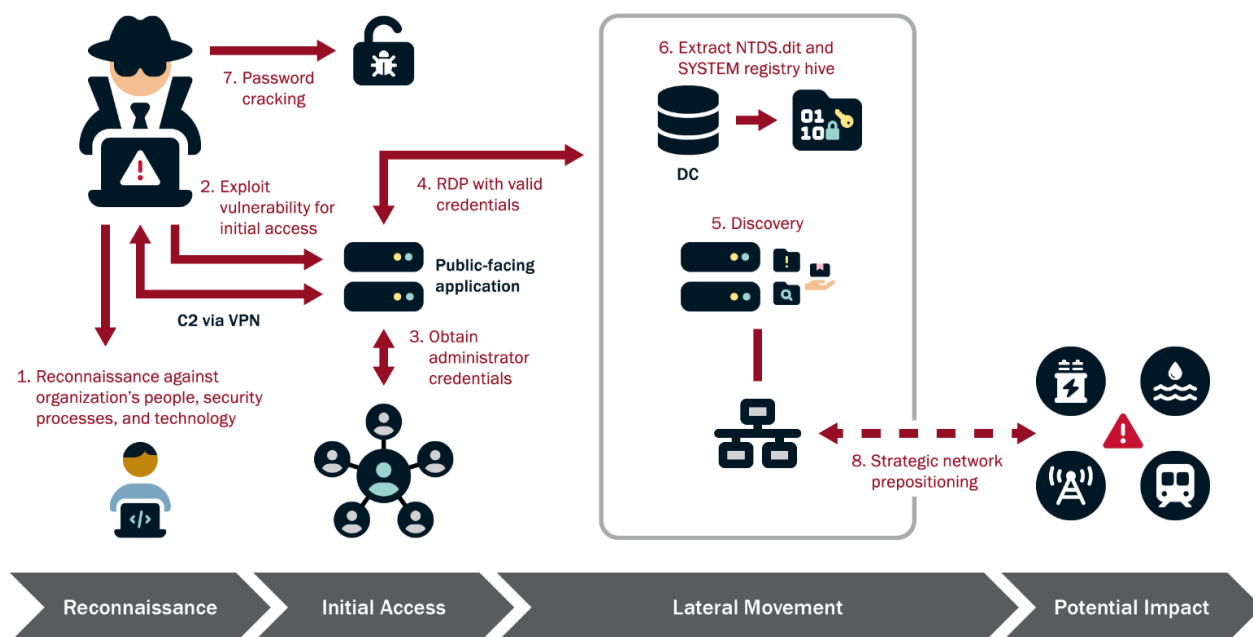 7. Password
cracking
2. Exploit
vulnerability for
initial access
C2 via VPN
1. Reconnaissance against
organization's people, security
processes, and technology
</>
4. RDP with valid
credentials
Public-facing
application
3. Obtain
administrator
credentials
6. Extract NTDS.dit and
SYSTEM registry hive
01
10
DC
5. Discovery
8. Strategic network
prepositioning
Reconnaissance
Initial Access
Lateral Movement
Potential Impact